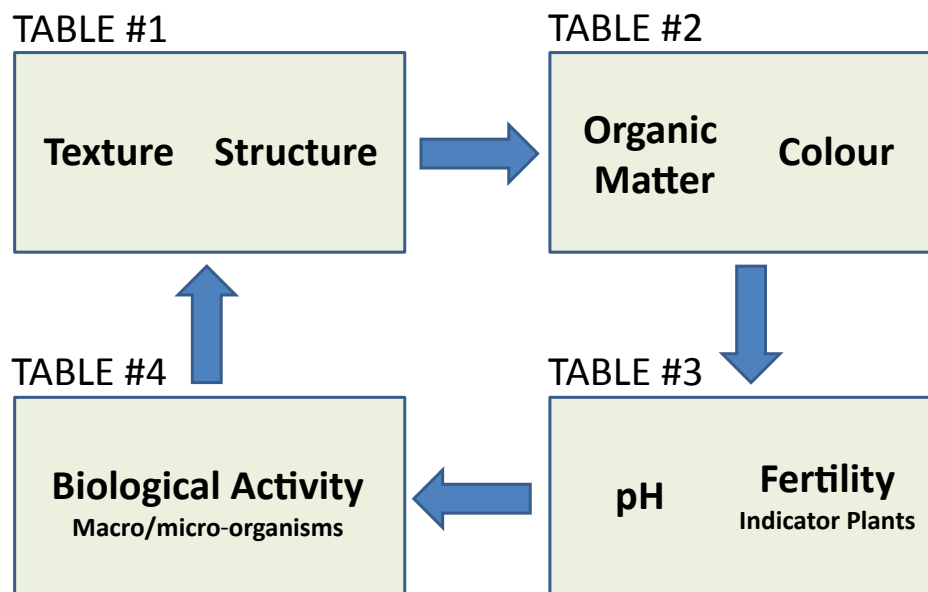 TABLE #1
Texture Structure
TABLE #2
Organic
Matter
Colour
TABLE #3
pH
Fertility
Indicator Plants
TABLE #4
Biological Activity
Macro/micro-organisms